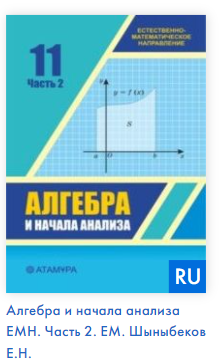 ЕСТЕСТВЕННО-
МАТЕМАТИЧЕСКОЕ
НАПРАВЛЕНИЕ
11
Часть 2
y
y = f (x)
S
a O b x
АЛГЕБРА
И НАЧАЛА АНАЛИЗА
АТАМҰРА
RU
Алгебра и начала анализа
ЕМН. Часть 2. ЕМ. Шыныбеков
Е.Н.